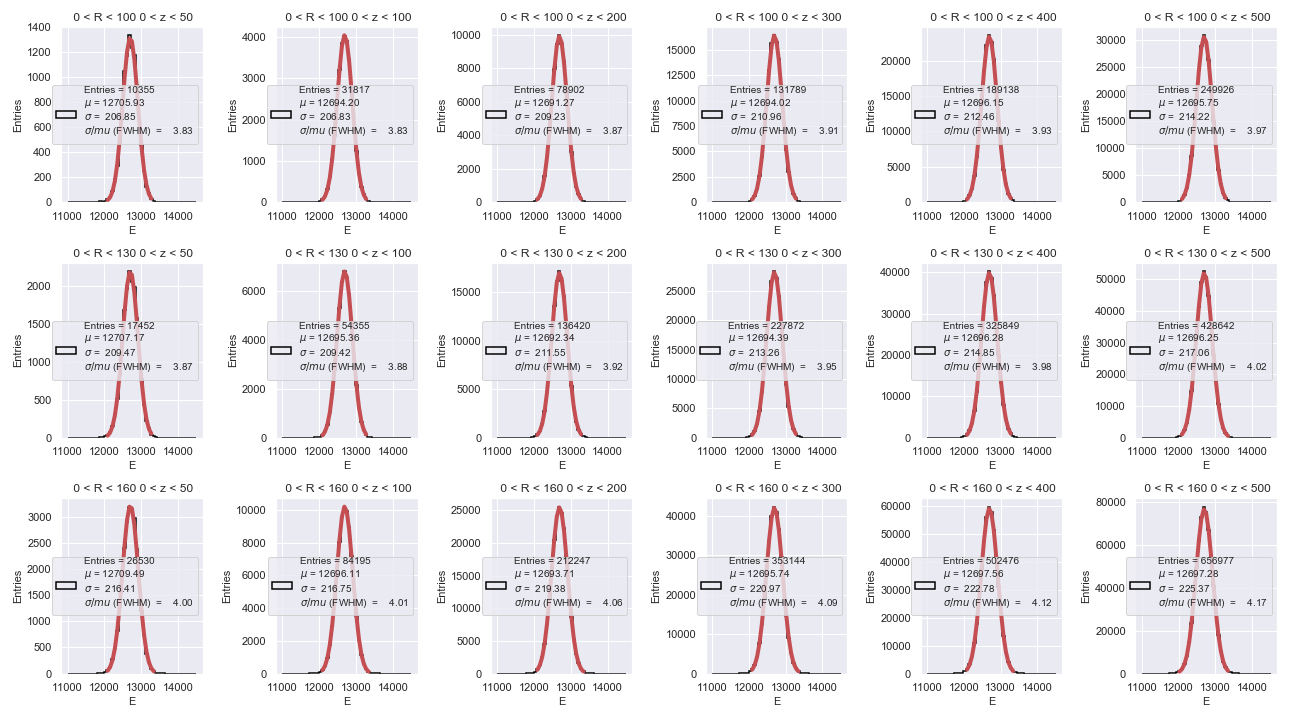 0 < R < 100 0 < z < 50
Entries
1400
1200
1000
800
600
400
200
0
Entries = 10355
μ = 12705.93
σ = 206.85
σ/mu (FWHM) = 3.83
11000 12000 13000 14000
E
0 < R < 100 0 < z < 100
Entries
4000
3000
2000
1000
0
Entries = 31817
μ = 12694.20
σ = 206.83
σ/mu (FWHM) = 3.83
11000 12000 13000 14000
E
0 < R < 100 0 < z < 200
Entries
10000
8000
6000
4000
2000
0
Entries = 78902
μ = 12691.27
σ = 209.23
σ/mu (FWHM) = 3.87
11000 12000 13000 14000
E
0 < R < 100 0 < z < 300
Entries
15000
12500
10000
7500
5000
2500
0
Entries = 131789
μ = 12694.02
σ = 210.96
σ/mu (FWHM) = 3.91
11000 12000 13000 14000
E
0 < R < 100 0 < z < 400
Entries
20000
15000
10000
5000
0
Entries = 189138
μ = 12696.15
σ = 212.46
σ/mu (FWHM) = 3.93
11000 12000 13000 14000
E
0 < R < 100 0 < z < 500
Entries
30000
25000
20000
15000
10000
5000
0
Entries = 249926
μ = 12695.75
σ = 214.22
σ/mu (FWHM) = 3.97
11000 12000 13000 14000
E
0 < R < 130 0 < z < 50
Entries
2000
1500
1000
500
0
Entries = 17452
μ = 12707.17
σ = 209.47
σ/mu (FWHM) = 3.87
11000 12000 13000 14000
E
0 < R < 130 0 < z < 100
Entries
6000
4000
2000
0
Entries = 54355
μ = 12695.36
σ = 209.42
σ/mu (FWHM) = 3.88
11000 12000 13000 14000
E
0 < R < 130 0 < z < 200
Entries
15000
12500
10000
7500
5000
2500
0
Entries = 136420
μ = 12692.34
σ = 211.55
σ/mu (FWHM) = 3.92
11000 12000 13000 14000
E
0 < R < 130 0 < z < 300
Entries
25000
20000
15000
10000
5000
0
Entries = 227872
μ = 12694.39
σ = 213.26
σ/mu (FWHM) = 3.95
11000 12000 13000 14000
E
0 < R < 130 0 < z < 400
Entries
40000
30000
20000
10000
0
Entries = 325849
μ = 12696.28
σ = 214.85
σ/mu (FWHM) = 3.98
11000 12000 13000 14000
E
0 < R < 130 0 < z < 500
Entries
50000
40000
30000
20000
10000
0
Entries = 428642
μ = 12696.25
σ = 217.06
σ/mu (FWHM) = 4.02
11000 12000 13000 14000
E
0 < R < 160 0 < z < 50
Entries
3000
2500
2000
1500
1000
500
0
Entries = 26530
μ = 12709.49
σ = 216.41
σ/mu (FWHM) = 4.00
11000 12000 13000 14000
E
0 < R < 160 0 < z < 100
Entries
10000
8000
6000
4000
2000
0
Entries = 84195
μ = 12696.11
σ = 216.75
σ/mu (FWHM) = 4.01
11000 12000 13000 14000
E
0 < R < 160 0 < z < 200
Entries
25000
20000
15000
10000
5000
0
Entries = 212247
μ = 12693.71
σ = 219.38
σ/mu (FWHM) = 4.06
11000 12000 13000 14000
E
0 < R < 160 0 < z < 300
Entries
40000
30000
20000
10000
0
Entries = 353144
μ = 12695.74
σ = 220.97
σ/mu (FWHM) = 4.09
11000 12000 13000 14000
E
0 < R < 160 0 < z < 400
Entries
60000
50000
40000
30000
20000
10000
0
Entries = 502476
μ = 12697.56
σ = 222.78
σ/mu (FWHM) = 4.12
11000 12000 13000 14000
E
0 < R < 160 0 < z < 500
Entries
80000
60000
40000
20000
0
Entries = 656977
μ = 12697.28
σ = 225.37
σ/mu (FWHM) = 4.17
11000 12000 13000 14000
E